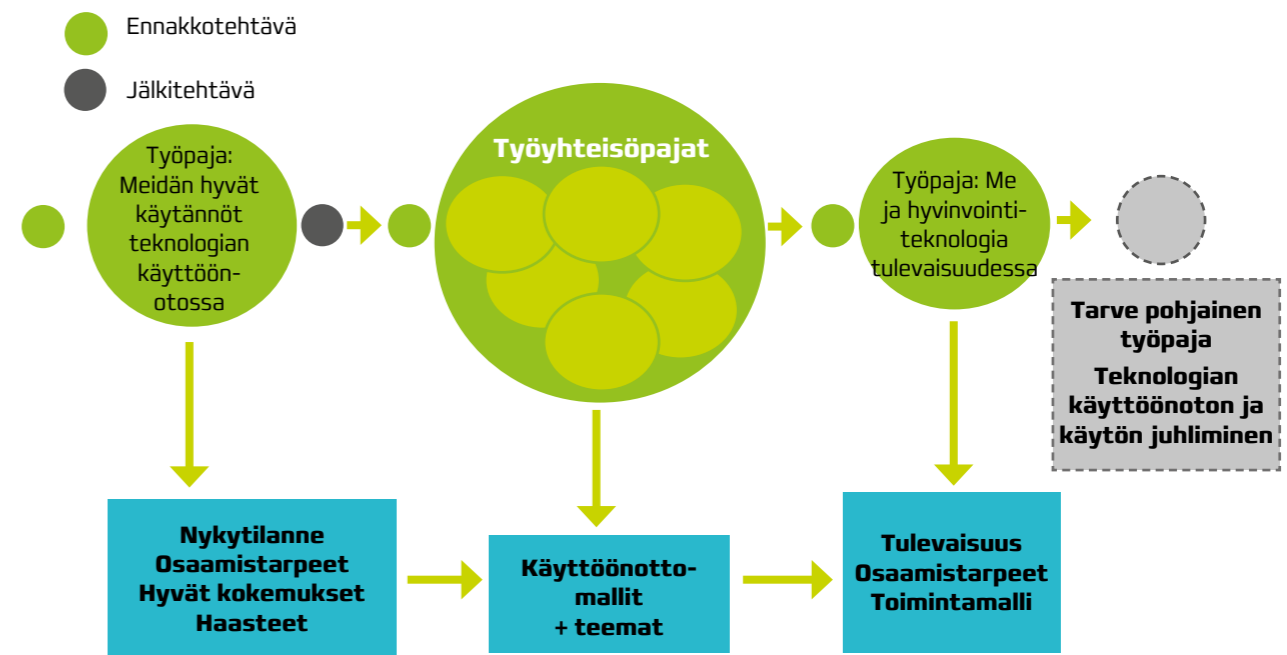 Ennakkotehtävä
Jälkitehtävä
Työpaja:
Meidän hyvät
käytännöt
teknologian
käyttöön-
otossa
Työyhteisöpajat
Työpaja: Me
ja hyvinvointi-
teknologia
tulevaisuudessa
Tarve pohjainen
työpaja
Teknologian
käyttöönoton ja
käytön juhliminen
Nykytilanne
Osaamistarpeet
Hyvät kokemukset
Haasteet
Käyttöönotto-
mallit
+ teemat
Tulevaisuus
Osaamistarpeet
Toimintamalli